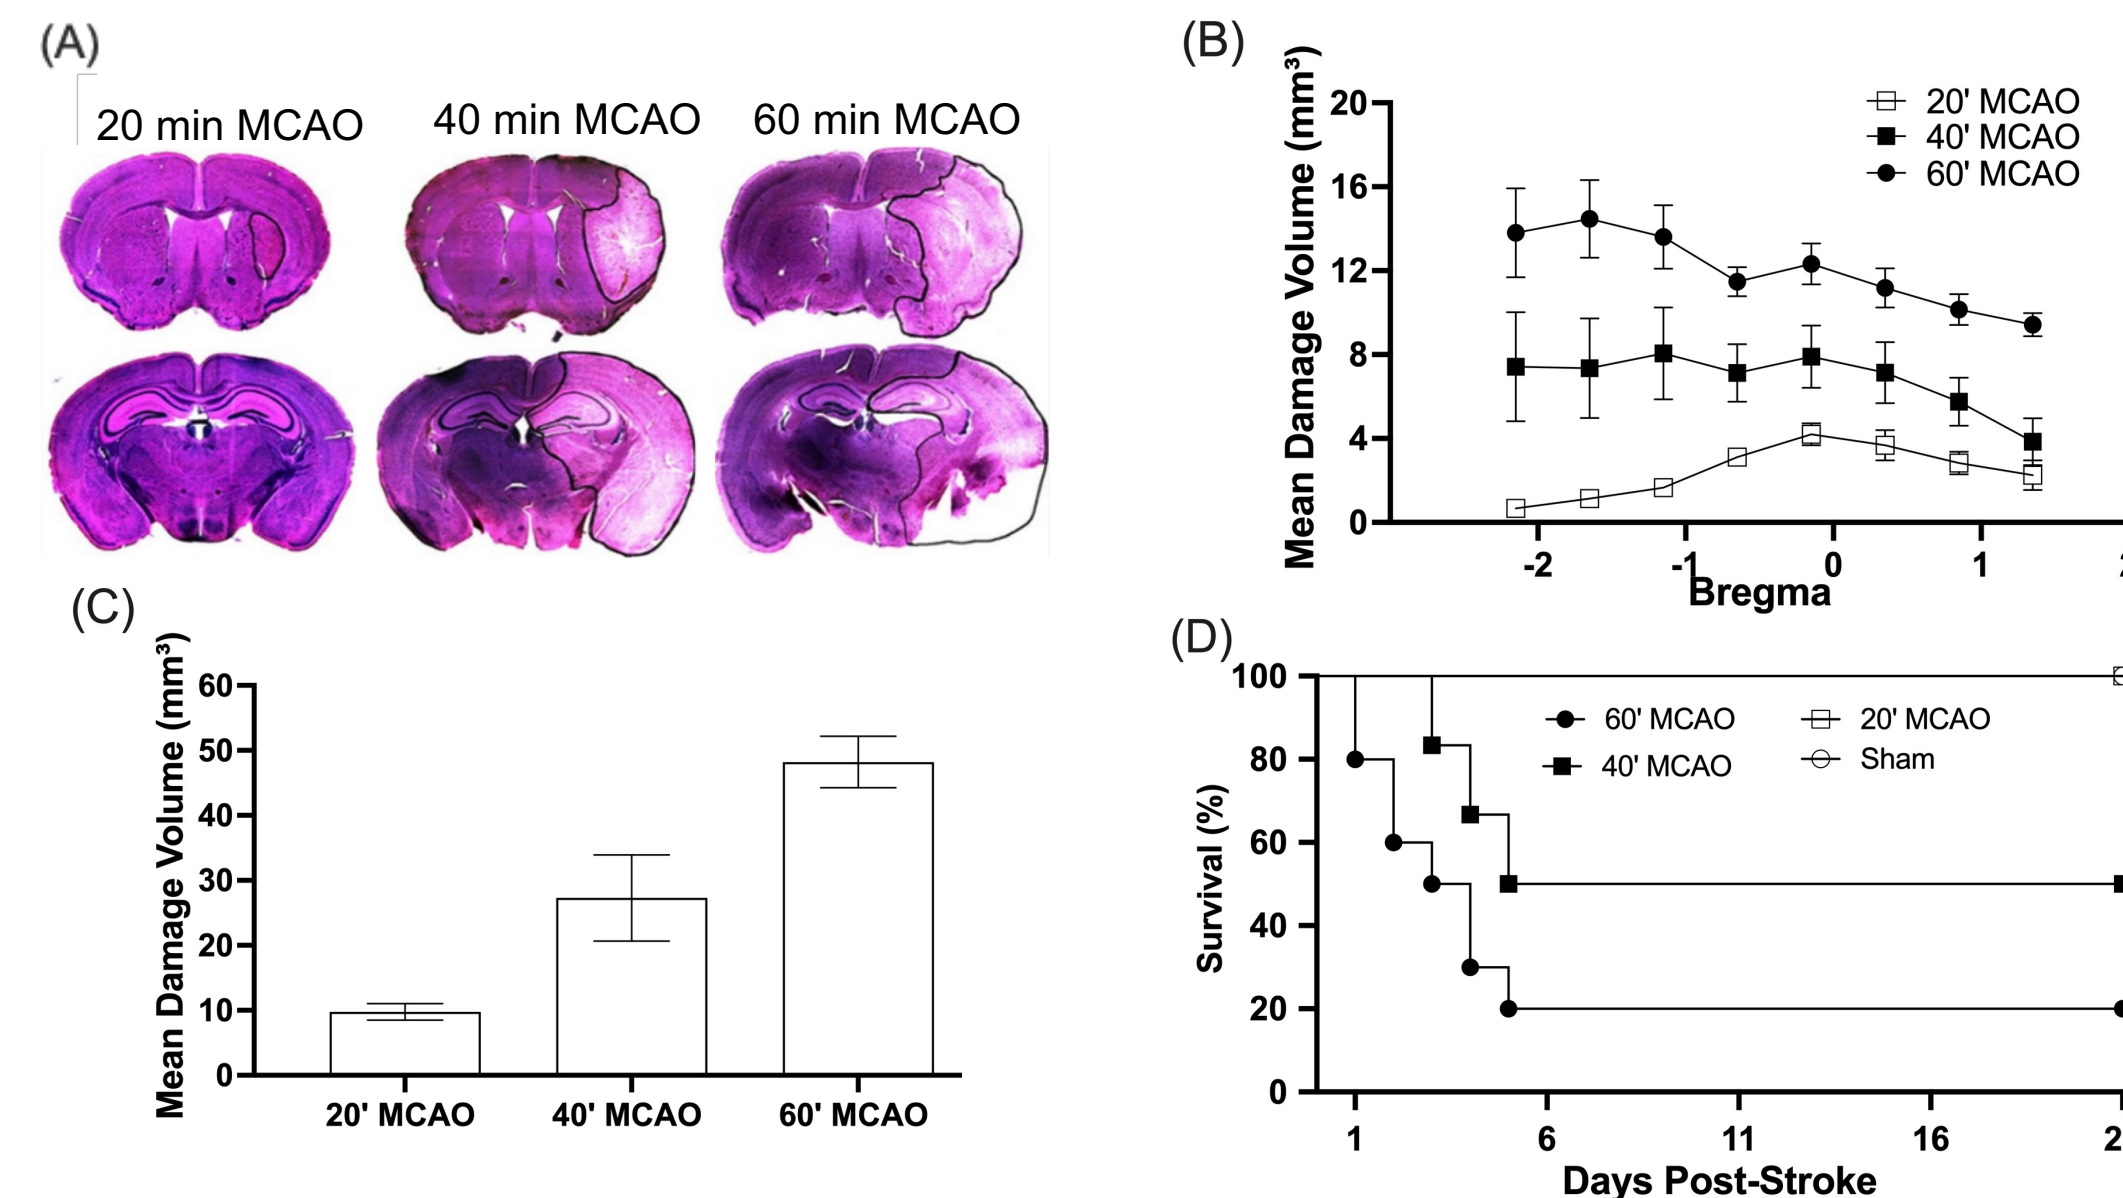 (A)
20 min MCAO
40 min MCAO
60 min MCAO
(B)
Mean Damage Volume (mm³)
20
16
12
8
4
0
-2
-1
0
1
Bregma
20' MCAO
40' MCAO
60' MCAO
(C)
Mean Damage Volume (mm³)
60
50
40
30
20
10
0
20' MCAO
40' MCAO
60' MCAO
(D)
Survival (%)
100
80
60
40
20
0
60' MCAO
40' MCAO
20' MCAO
Sham
1
6
11
16
2
Days Post-Stroke